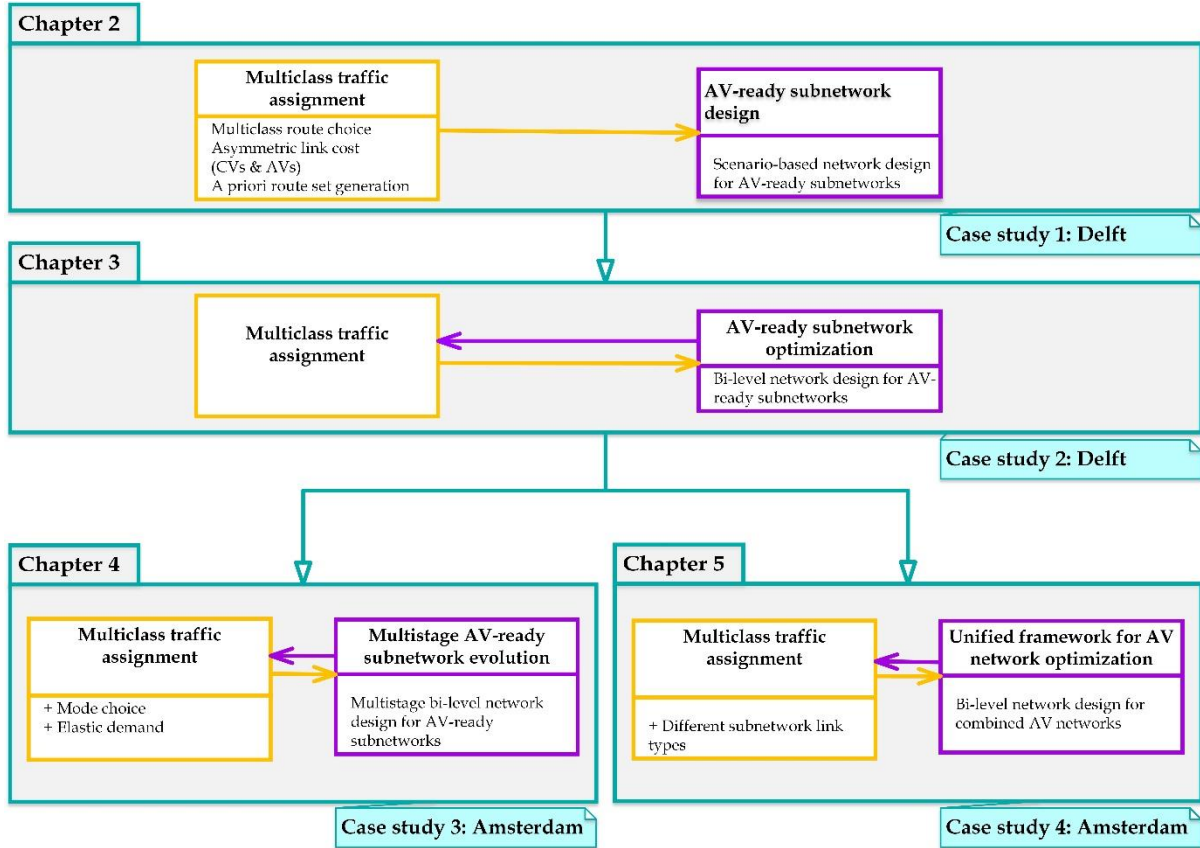 Chapter 2
Multiclass traffic
assignment
Multiclass route choice
Asymmetric link cost
(CVs & AVs)
A priori route set generation
AV-ready subnetwork
design
Scenario-based network design
for AV-ready subnetworks
Case study 1: Delft
Chapter 3
Multiclass traffic
assignment
AV-ready subnetwork
optimization
Bi-level network design for AV-
ready subnetworks
Case study 2: Delft
Chapter 4
Multiclass traffic
assignment
+ Mode choice
+ Elastic demand
Multistage AV-ready
subnetwork evolution
Multistage bi-level network
design for AV-ready
subnetworks
Case study 3: Amsterdam
Chapter 5
Multiclass traffic
assignment
+ Different subnetwork link
types
Unified framework for AV
network optimization
Bi-level network design for
combined AV networks
Case study 4: Amsterdam